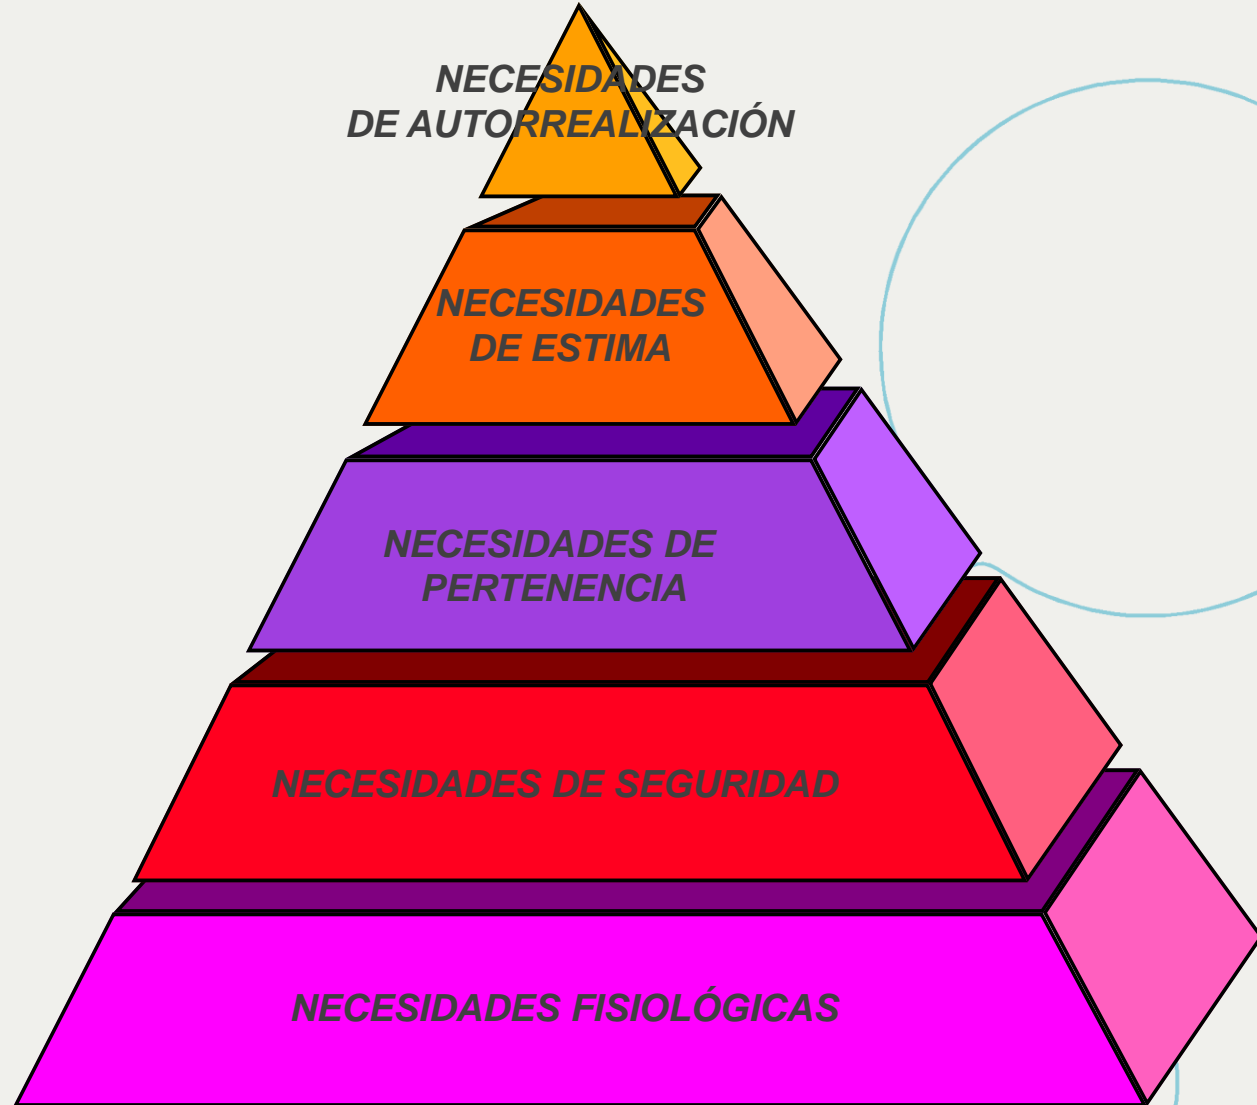 NECESIDADES
DE AUTORREALIZACIÓN
NECESIDADES
DE ESTIMA
NECESIDADES DE
PERTENENCIA
NECESIDADES DE SEGURIDAD
NECESIDADES FISIOLÓGICAS